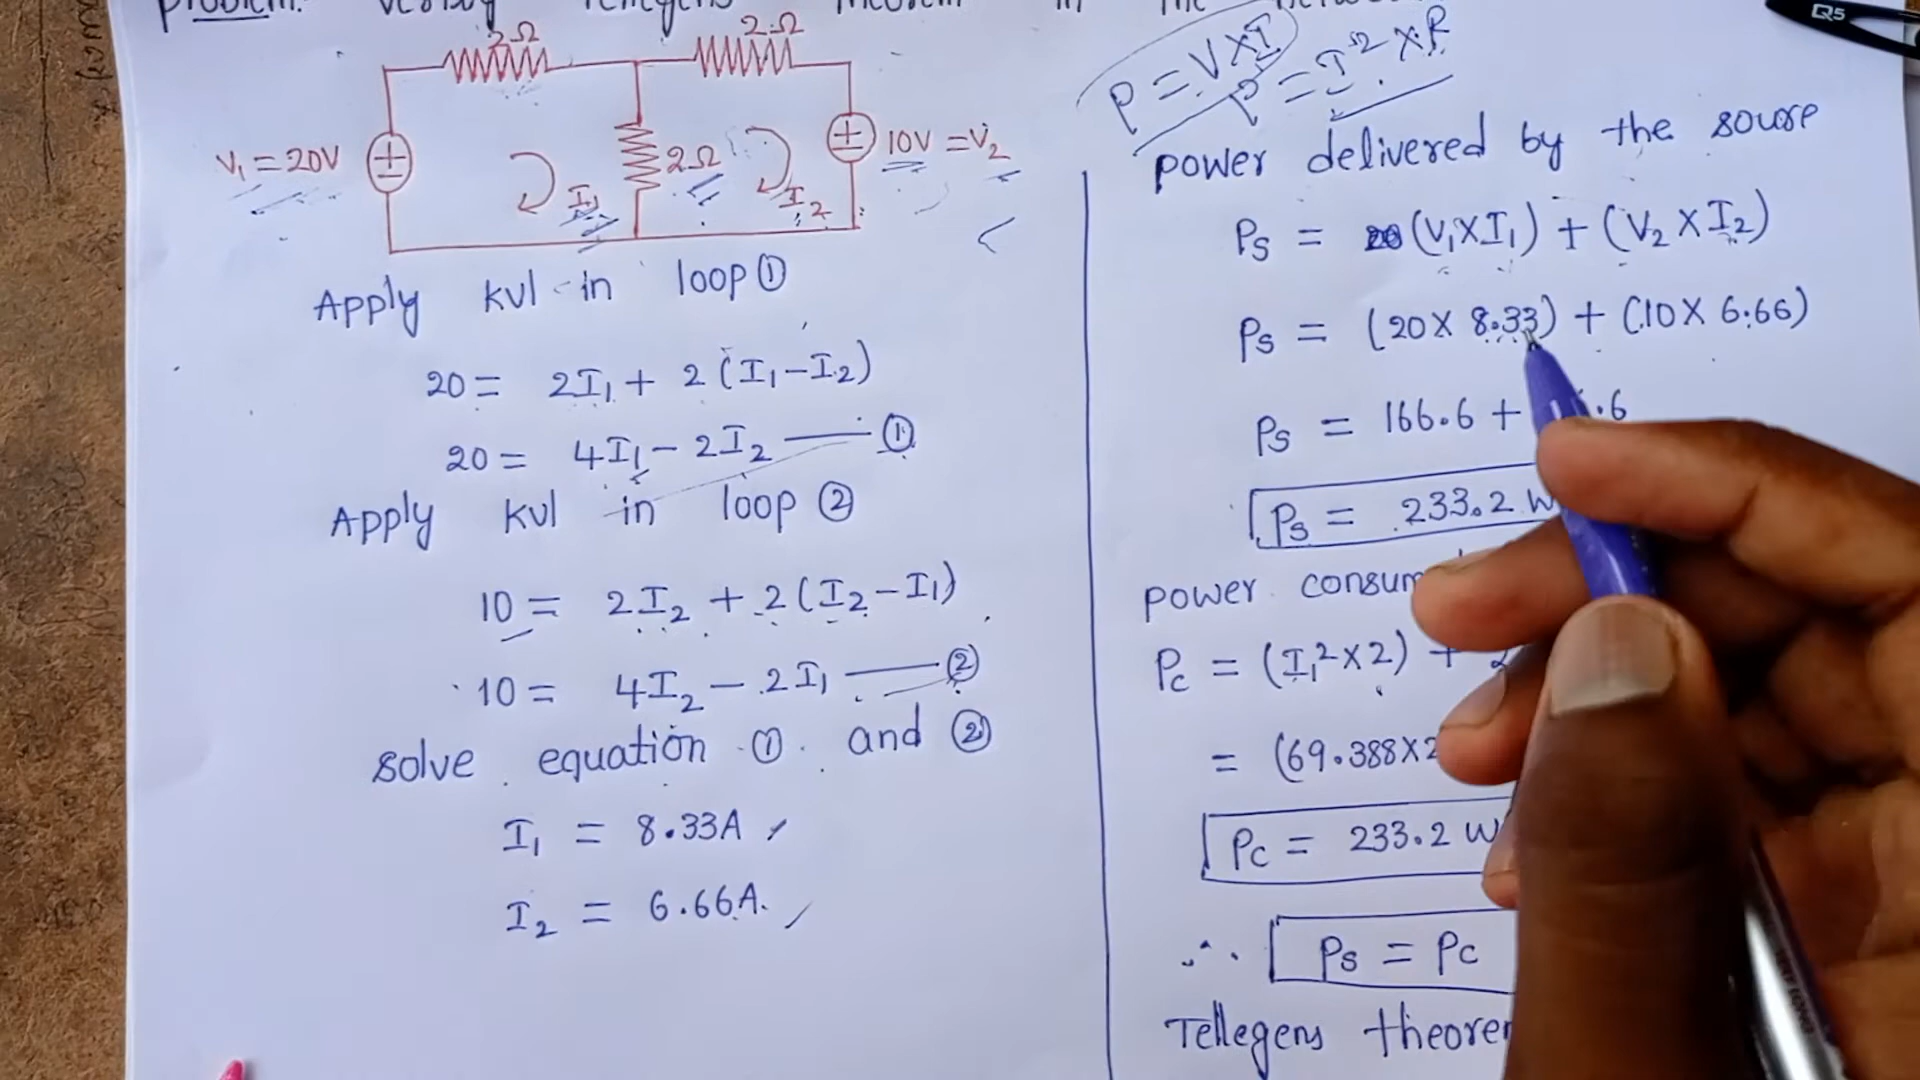 problem:
2Ω 2Ω
V₁ = 20V 2Ω 10V = V₂
I₁ I₂
Apply kvl in loop ①
20 = 2I₁ + 2 (I₁ - I₂)
20 = 4I₁ - 2I₂ —— ①
Apply kvl in loop ②
10 = 2I₂ + 2 (I₂ - I₁)
10 = 4I₂ - 2I₁ —— ②
solve equation ① and ②
I₁ = 8.33A
I₂ = 6.66A.
P = V×I
P = I² × R
power delivered by the sourse
Ps = (V₁×I₁) + (V₂×I₂)
Ps = (20× 8.33) + (10× 6.66)
Ps = 166.6 + .6
Ps = 233.2 W
power consum
Pc = (I₁²×2) +
= (69.388×2
Pc = 233.2 W
∴ Ps = Pc
Tellegens theore
Q5